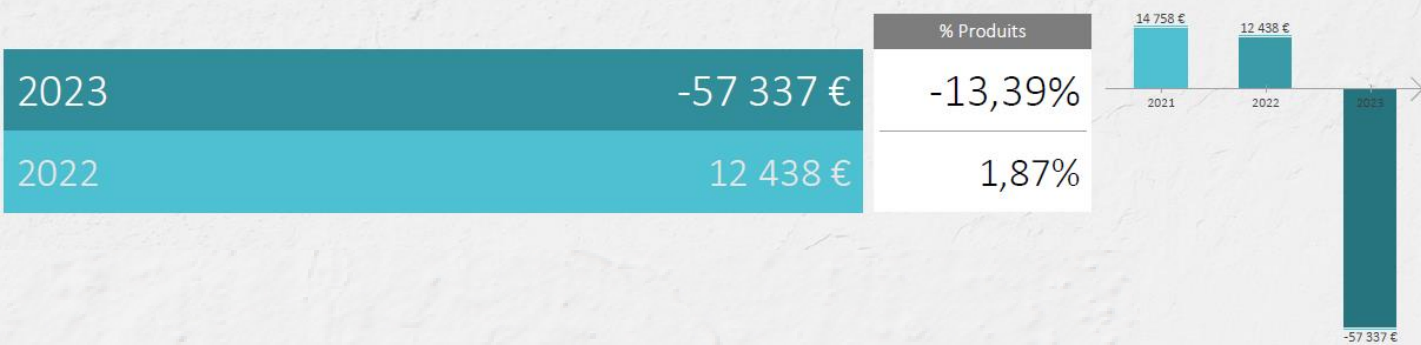 % Produits
2023 -57 337 € -13,39%
2022 12 438 € 1,87%
14 758 €
12 438 €
2021 2022 2023
-57 337 €